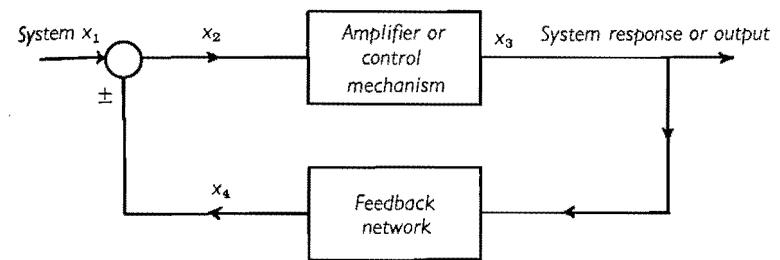 System x₁
x₂
Amplifier or
control
mechanism
x₃
System response or output
±
x₄
Feedback
network